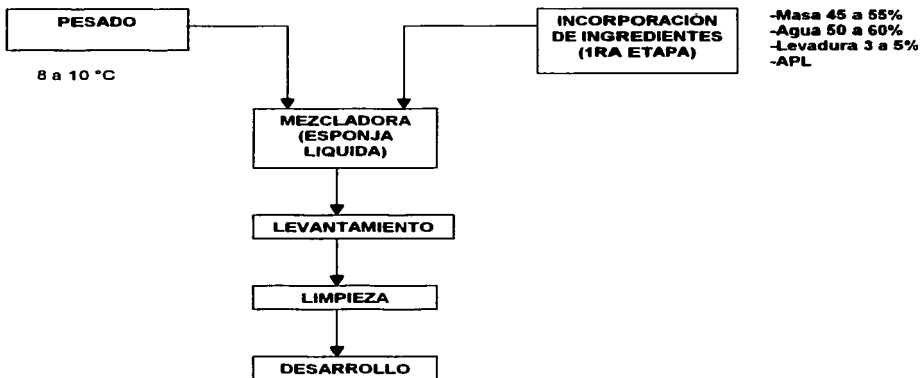 PESADO
8 a 10 °C
INCORPORACIÓN
DE INGREDIENTES
(1RA ETAPA)
-Masa 45 a 55%
-Agua 50 a 60%
-Levadura 3 a 5%
-APL
MEZCLADORA
(ESPONJA
LIQUIDA)
LEVANTAMIENTO
LIMPIEZA
DESARROLLO